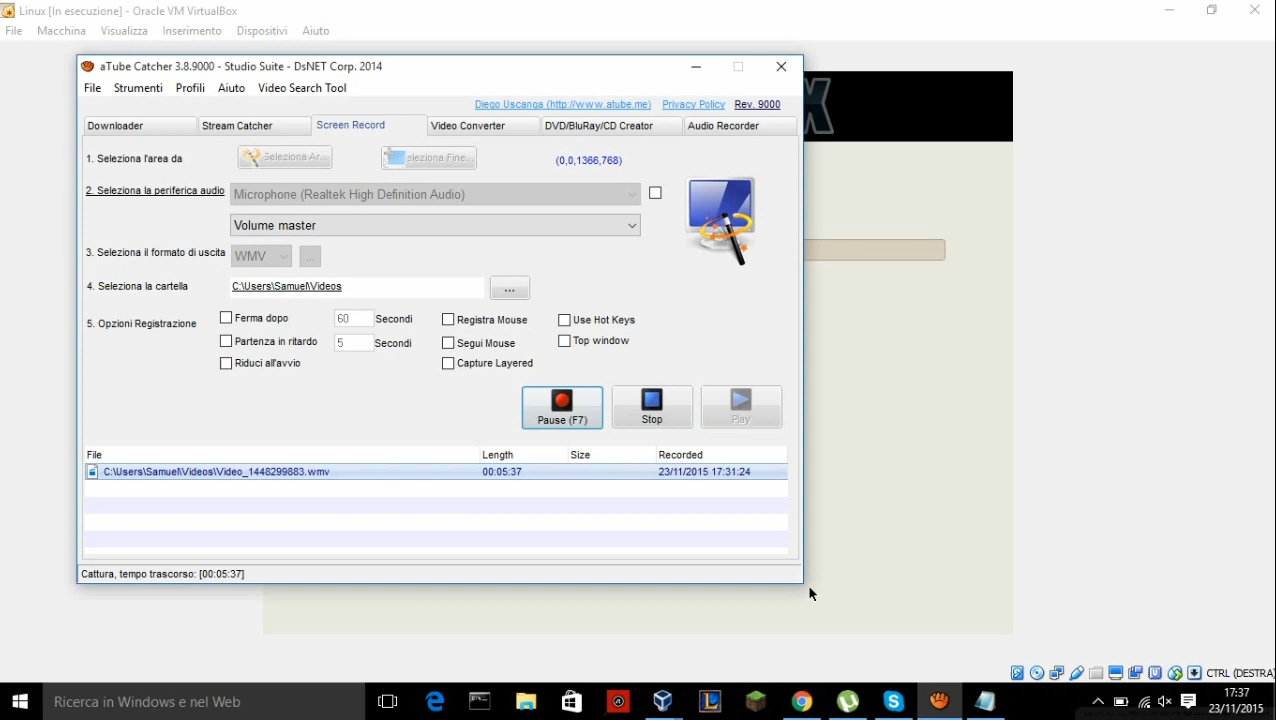 Linux [In esecuzione] - Oracle VM VirtualBox
File Macchina Visualizza Inserimento Dispositivi Aiuto
aTube Catcher 3.8.9000 - Studio Suite - DsNET Corp. 2014
File Strumenti Profili Aiuto Video Search Tool
Diego Uscanga (http://www.atube.me) Privacy Policy Rev. 9000
Downloader Stream Catcher Screen Record Video Converter DVD/BluRay/CD Creator Audio Recorder
1. Seleziona l'area da Seleziona Ar... eleziona Fine... (0,0,1366,768)
2. Seleziona la periferica audio Microphone (Realtek High Definition Audio)
Volume master
3. Seleziona il formato di uscita WMV ...
4. Seleziona la cartella C:\Users\Samuel\Videos ...
5. Opzioni Registrazione Ferma dopo 60 Secondi Registra Mouse Use Hot Keys
Partenza in ritardo 5 Secondi Segui Mouse Top window
Riduci all'avvio Capture Layered
Pause (F7) Stop Play
File Length Size Recorded
C:\Users\Samuel\Videos\Video_1448299883.wmv 00:05:37 23/11/2015 17:31:24
Cattura, tempo trascorso: [00:05:37]
X
CTRL (DESTRA)
Ricerca in Windows e nel Web
17:37
23/11/2015